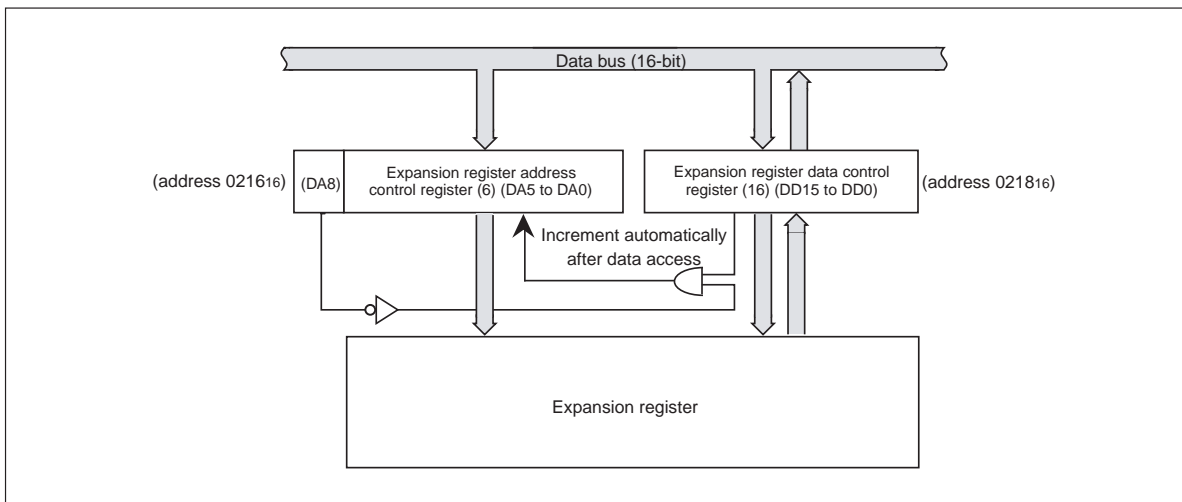 Data bus (16-bit)
(address 0216₁₆)
(DA8)
Expansion register address
control register (6) (DA5 to DA0)
Expansion register data control
register (16) (DD15 to DD0)
(address 0218₁₆)
Increment automatically
after data access
Expansion register